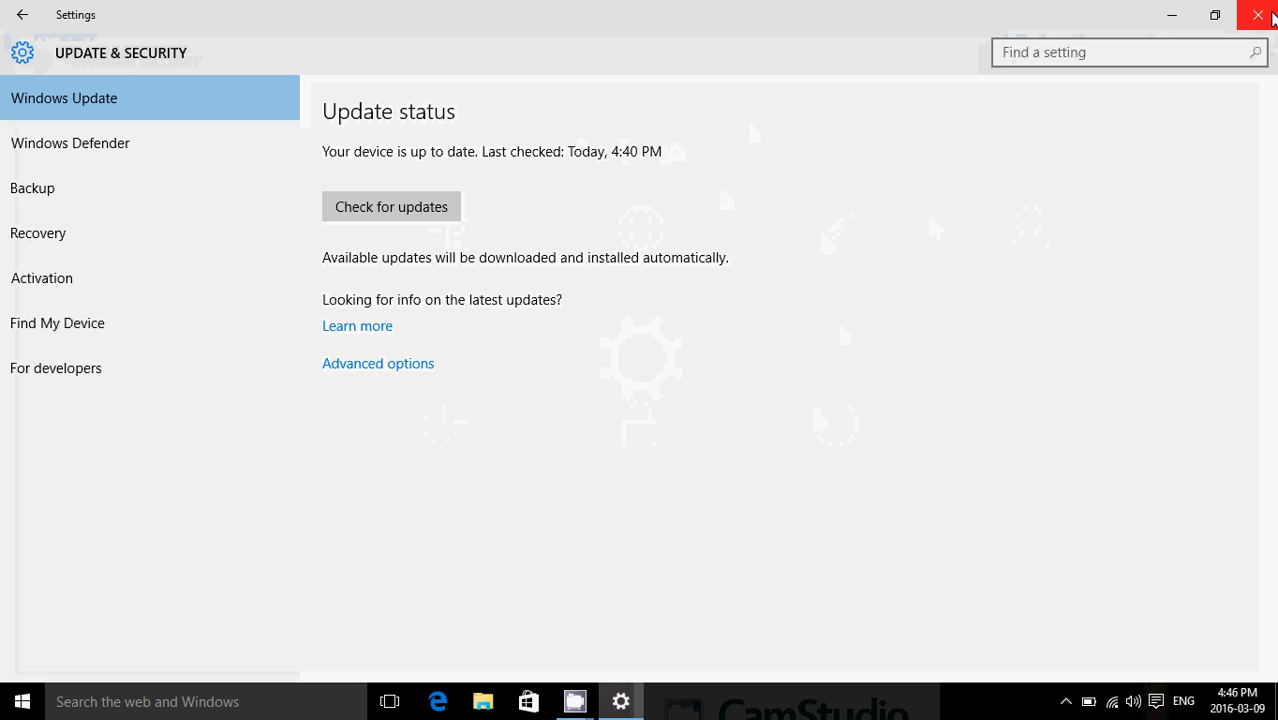 Settings
UPDATE & SECURITY
Find a setting
Windows Update
Windows Defender
Backup
Recovery
Activation
Find My Device
For developers
Update status
Your device is up to date. Last checked: Today, 4:40 PM
Check for updates
Available updates will be downloaded and installed automatically.
Looking for info on the latest updates?
Learn more
Advanced options
Search the web and Windows
CamStudio
ENG
4:46 PM
2016-03-09